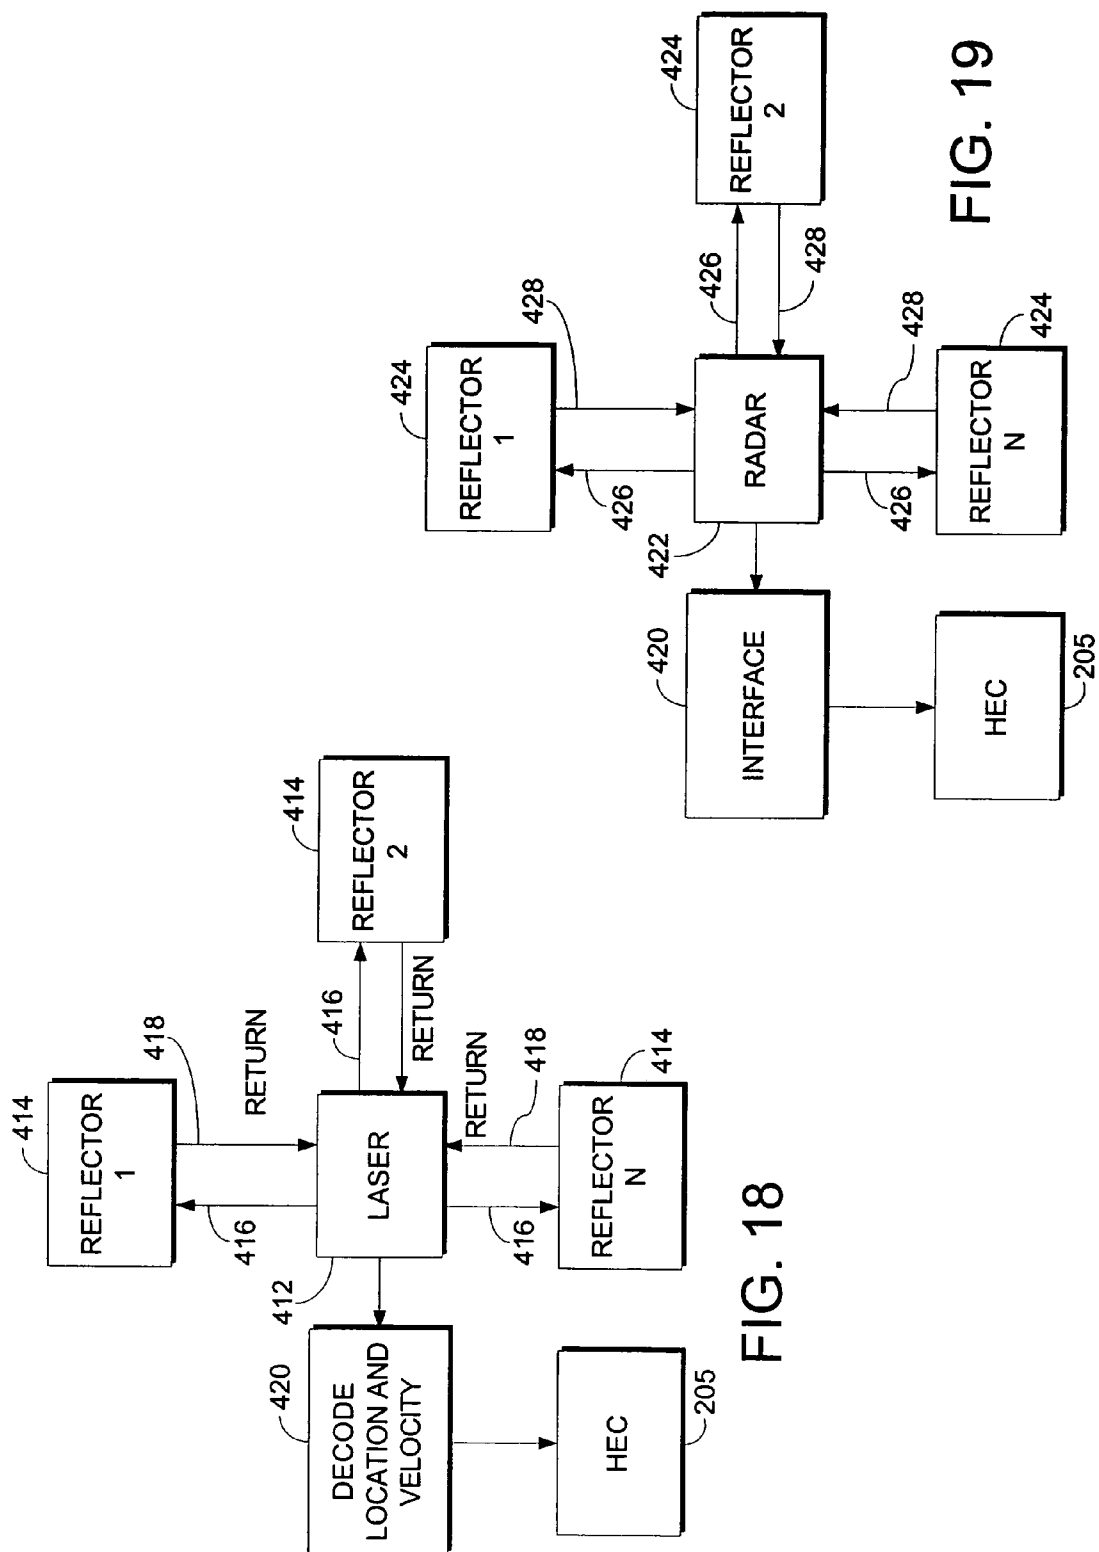 414
REFLECTOR
1
418
RETURN
416
420
412
DECODE
LOCATION AND
VELOCITY
LASER
416
RETURN
414
REFLECTOR
2
416
RETURN
418
HEC
205
REFLECTOR
N
414
FIG. 18
424
REFLECTOR
1
428
426
420
422
INTERFACE
RADAR
426
428
424
REFLECTOR
2
426
428
HEC
205
REFLECTOR
N
424
FIG. 19